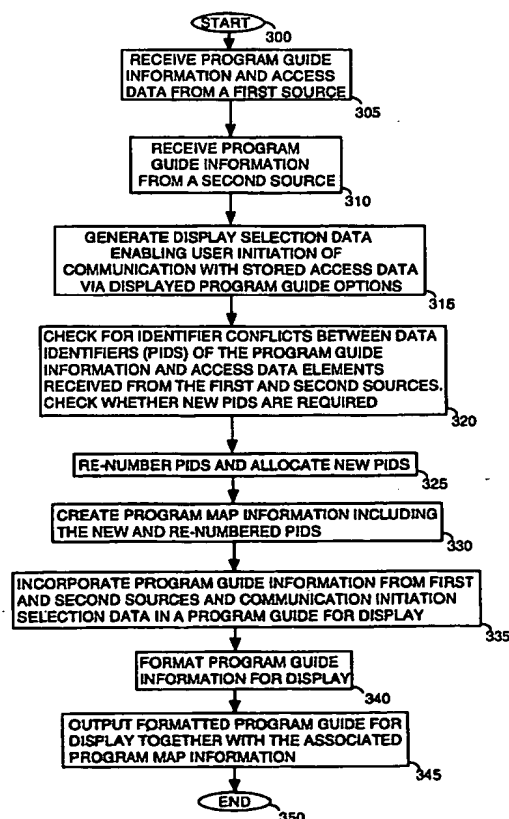 START
300
RECEIVE PROGRAM GUIDE
INFORMATION AND ACCESS
DATA FROM A FIRST SOURCE
305
RECEIVE PROGRAM
GUIDE INFORMATION
FROM A SECOND SOURCE
310
GENERATE DISPLAY SELECTION DATA
ENABLING USER INITIATION OF
COMMUNICATION WITH STORED ACCESS DATA
VIA DISPLAYED PROGRAM GUIDE OPTIONS
315
CHECK FOR IDENTIFIER CONFLICTS BETWEEN DATA
IDENTIFIERS (PIDS) OF THE PROGRAM GUIDE
INFORMATION AND ACCESS DATA ELEMENTS
RECEIVED FROM THE FIRST AND SECOND SOURCES.
CHECK WHETHER NEW PIDS ARE REQUIRED
320
RE-NUMBER PIDS AND ALLOCATE NEW PIDS
325
CREATE PROGRAM MAP INFORMATION INCLUDING
THE NEW AND RE-NUMBERED PIDS
330
INCORPORATE PROGRAM GUIDE INFORMATION FROM FIRST
AND SECOND SOURCES AND COMMUNICATION INITIATION
SELECTION DATA IN A PROGRAM GUIDE FOR DISPLAY
335
FORMAT PROGRAM GUIDE
INFORMATION FOR DISPLAY
340
OUTPUT FORMATTED PROGRAM GUIDE FOR
DISPLAY TOGETHER WITH THE ASSOCIATED
PROGRAM MAP INFORMATION
345
END
350